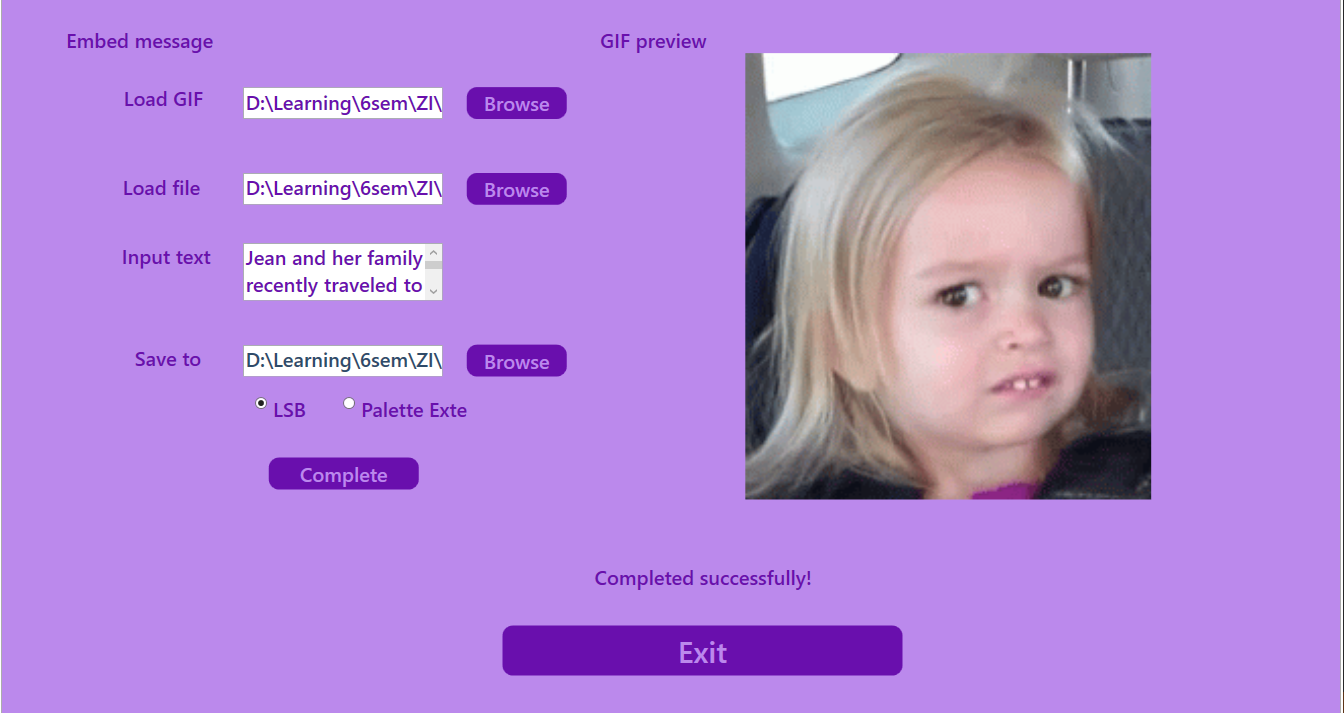 Embed message
GIF preview
Load GIF
D:\Learning\6sem\ZI\
Browse
Load file
D:\Learning\6sem\ZI\
Browse
Input text
Jean and her family
recently traveled to
Save to
D:\Learning\6sem\ZI\
Browse
LSB
Palette Exte
Complete
Completed successfully!
Exit